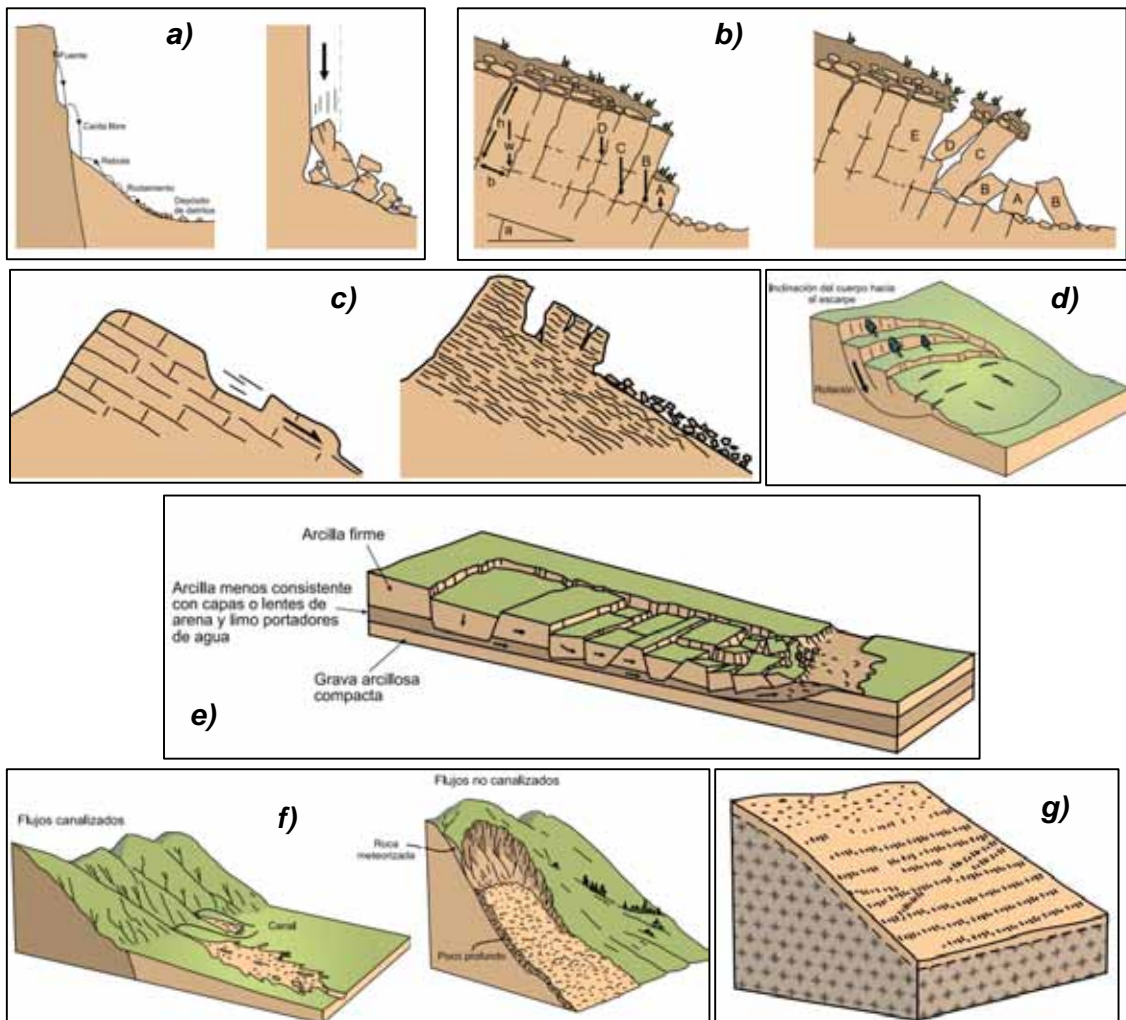 a)
Fuente
Caída libre
Rebote
Rodamiento
Depósito
de detritos
b)
h
w
b
a
D
C
B
A
E
D
C
B
A
B
c)
d)
Inclinación del cuerpo hacia
el escarpe
Rotación
Arcilla firme
Arcilla menos consistente
con capas o lentes de
arena y limo portadores
de agua
Grava arcillosa
compacta
e)
Flujos canalizados
f)
Canal
Flujos no canalizados
Roca
meteorizada
Poco profundo
g)